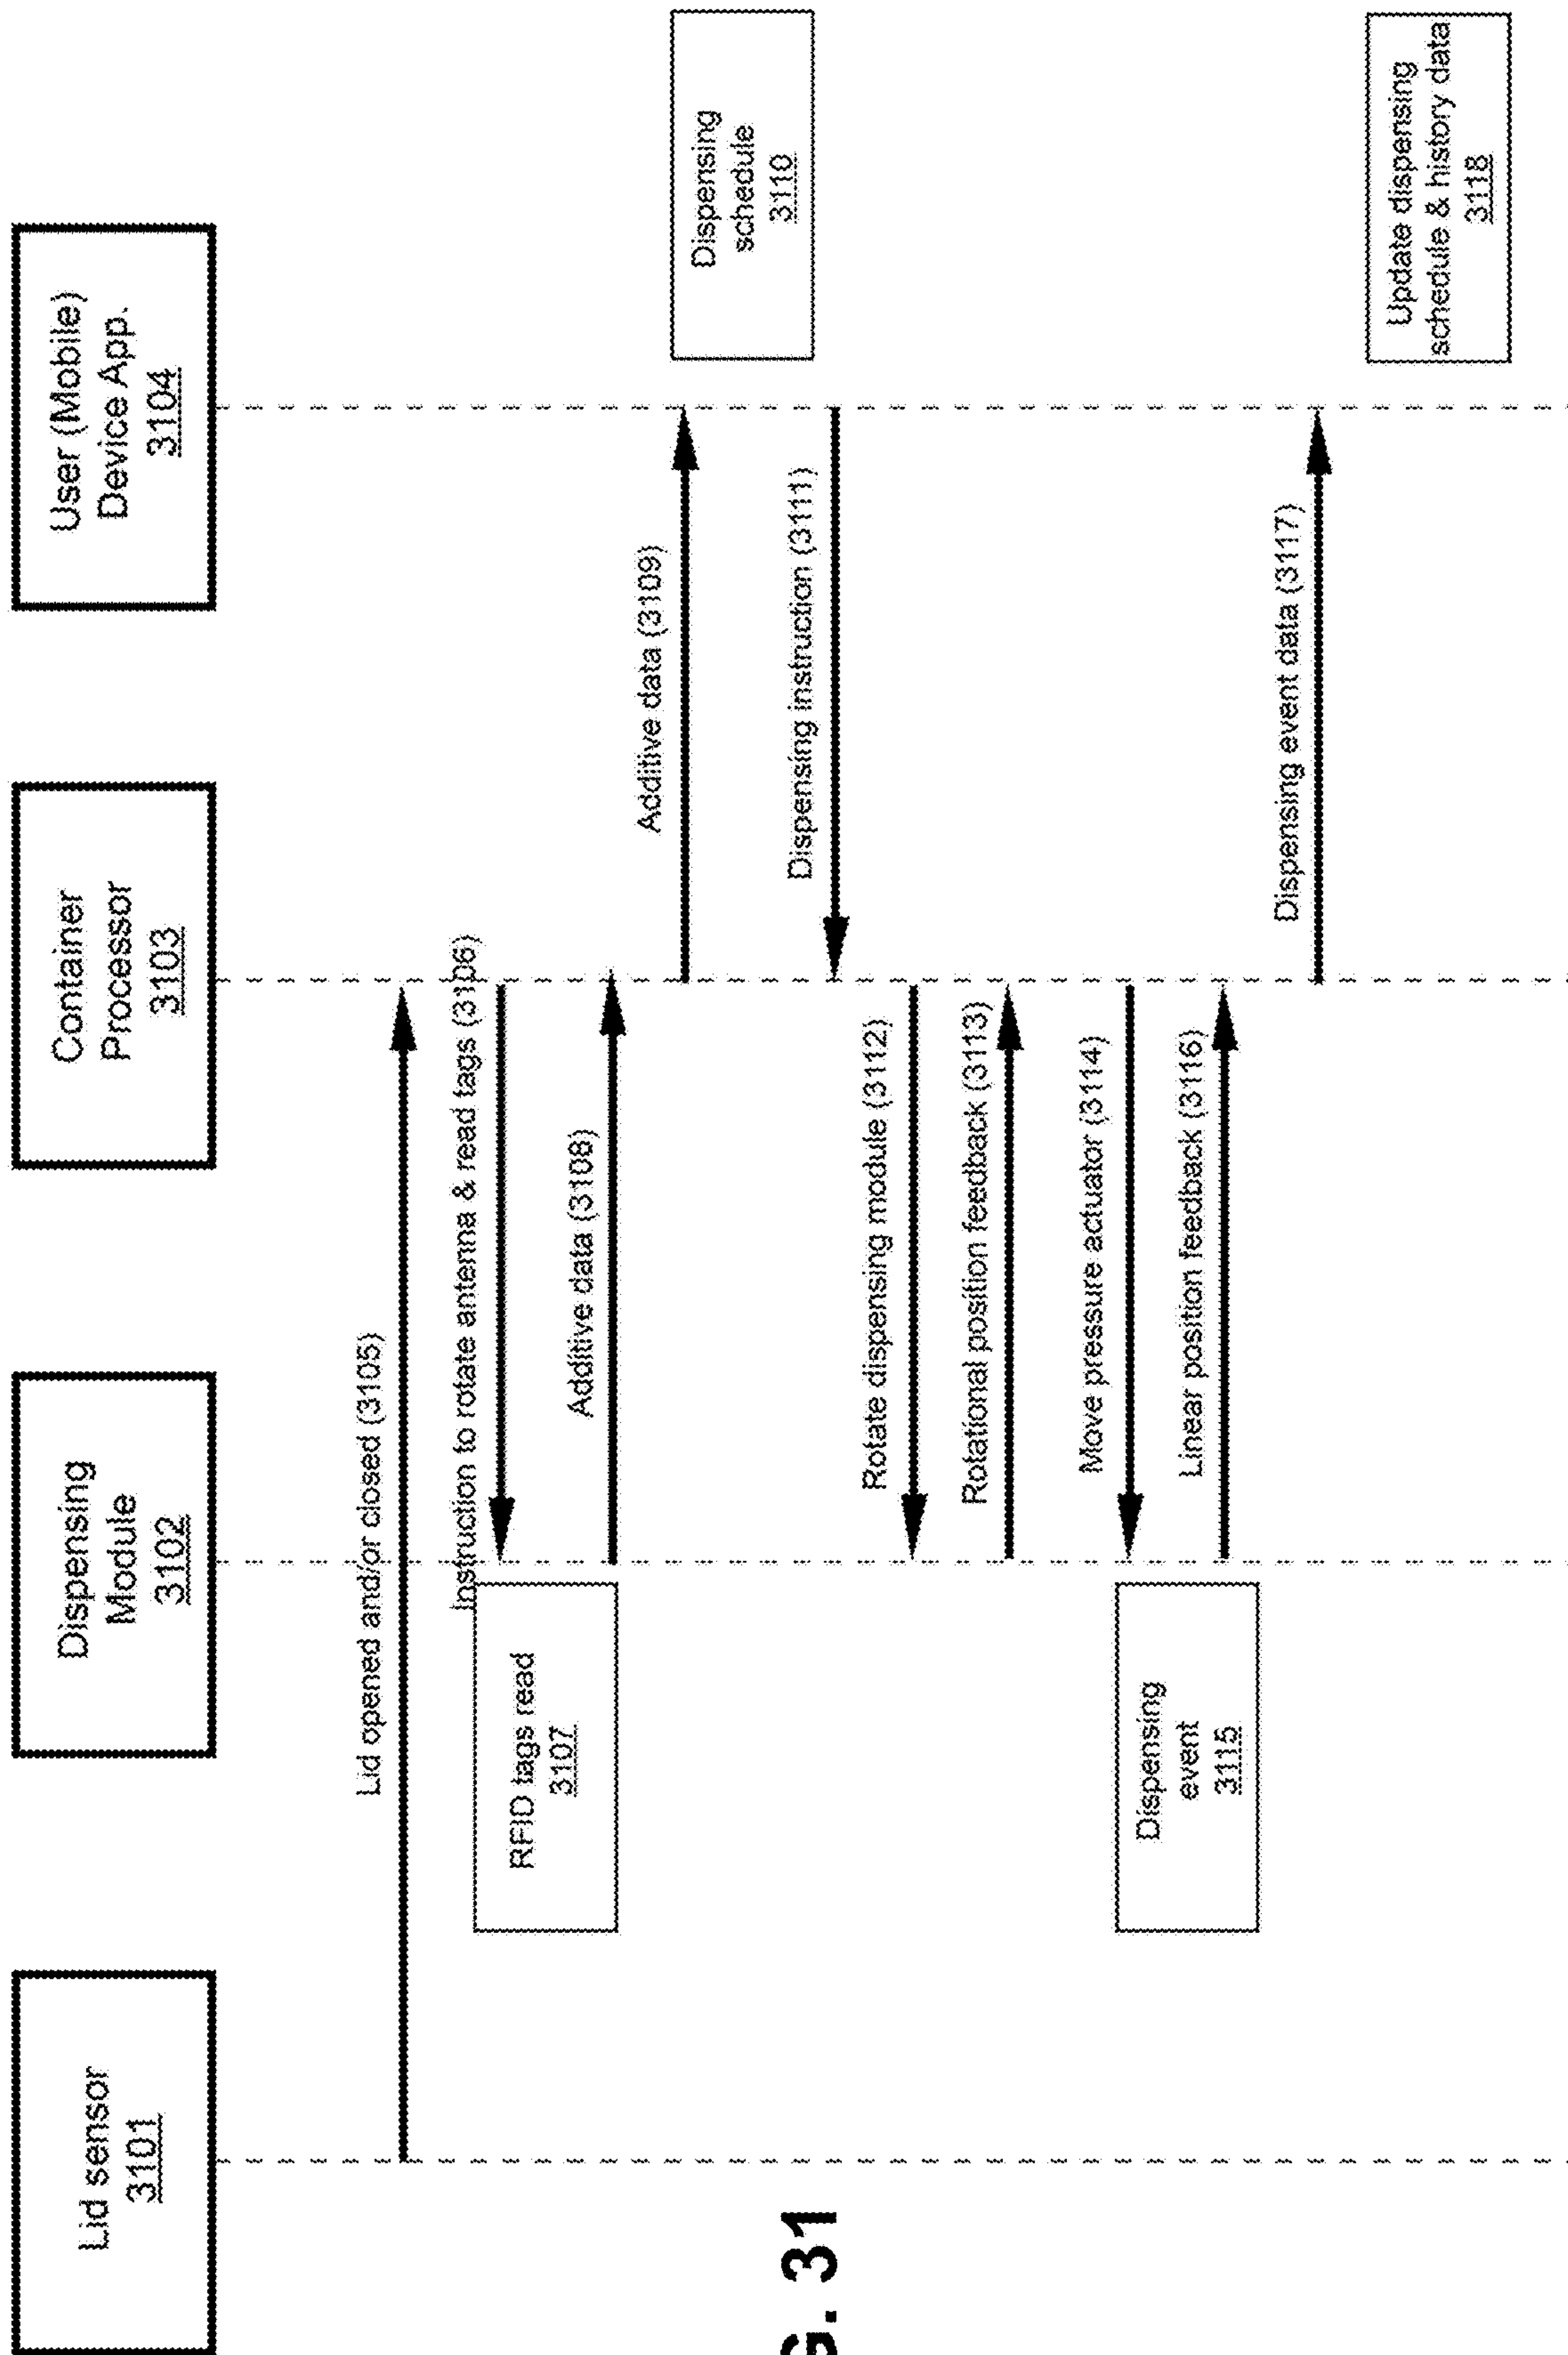 Lid sensor
3101
Dispensing
Module
3102
Container
Processor
3103
User (Mobile)
Device App.
3104
Lid opened and/or closed (3105)
Instruction to rotate antenna & read tags (3106)
RFID tags read
3107
Additive data (3108)
Additive data (3109)
Dispensing
schedule
3110
Dispensing instruction (3111)
Rotate dispensing module (3112)
Rotational position feedback (3113)
Move pressure actuator (3114)
Dispensing
event
3115
Linear position feedback (3116)
Dispensing event data (3117)
Update dispensing
schedule & history data
3118
G. 31